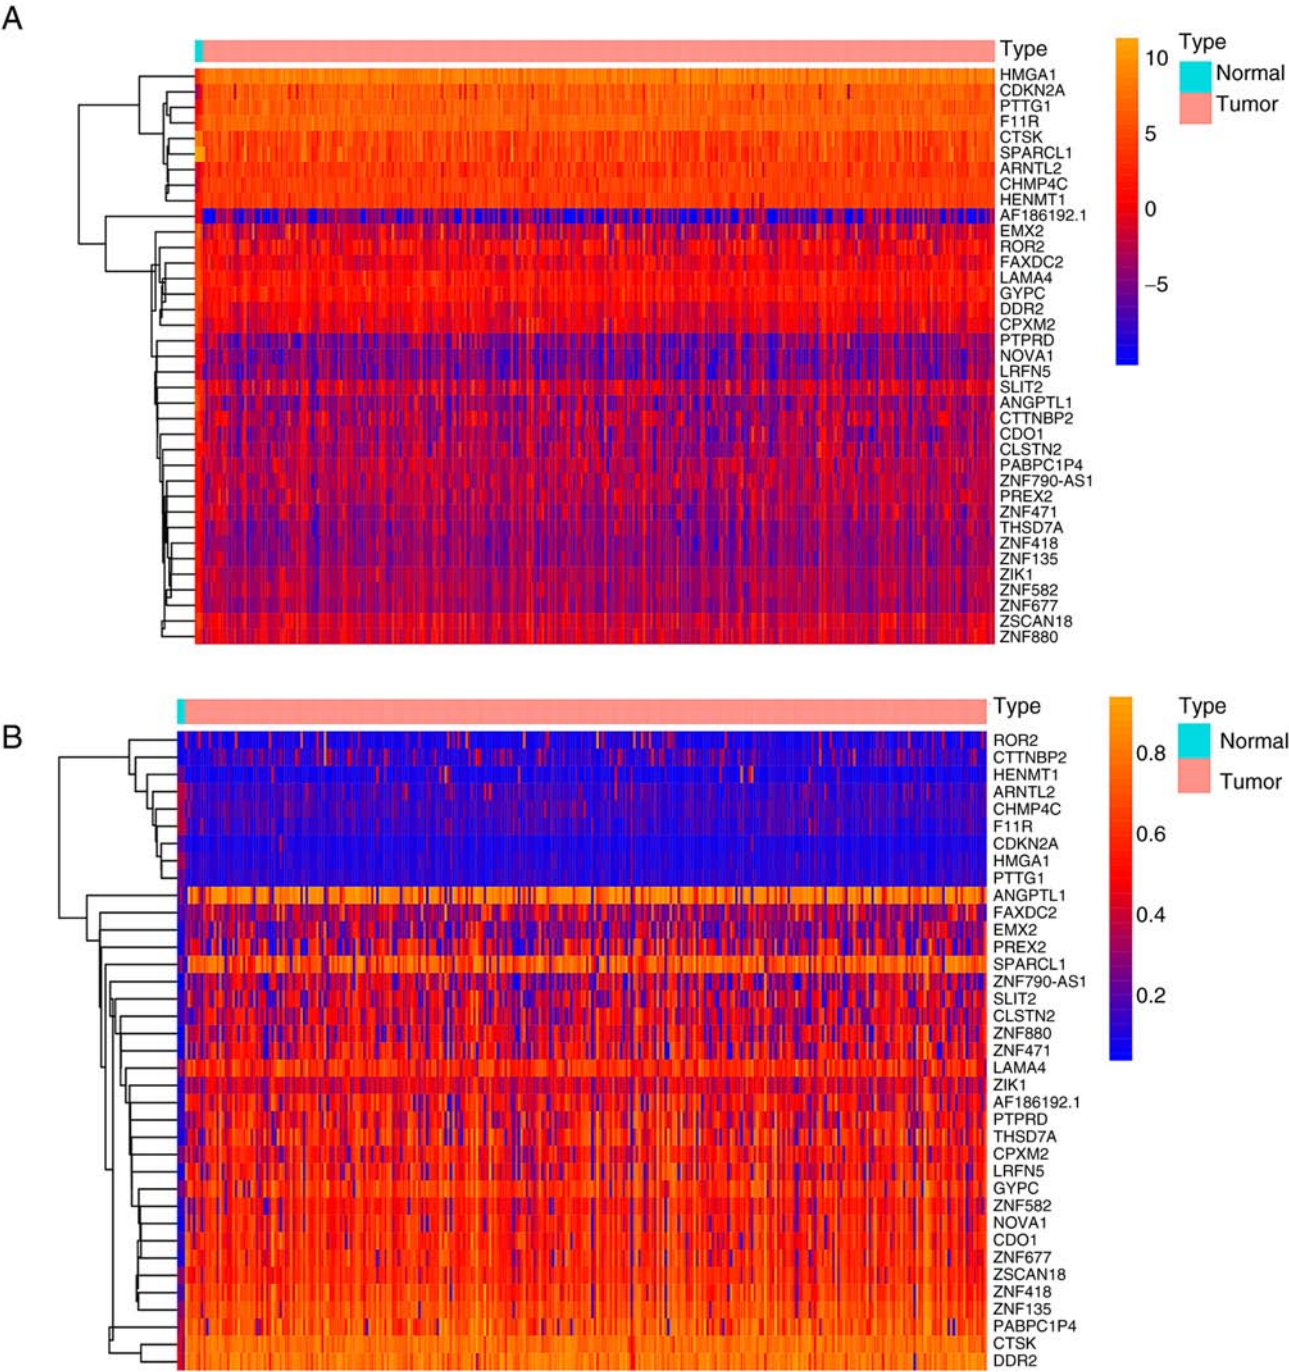 A
Type
HMGA1
CDKN2A
PTTG1
F11R
CTSK
SPARCL1
ARNTL2
CHMP4C
HENMT1
AF186192.1
EMX2
ROR2
FAXDC2
LAMA4
GYPC
DDR2
CPXM2
PTPRD
NOVA1
LRFN5
SLIT2
ANGPTL1
CTTNBP2
CDO1
CLSTN2
PABPC1P4
ZNF790-AS1
PREX2
ZNF471
THSD7A
ZNF418
ZNF135
ZIK1
ZNF582
ZNF677
ZSCAN18
ZNF880
10
5
0
−5
Type
Normal
Tumor
B
Type
ROR2
CTTNBP2
HENMT1
ARNTL2
CHMP4C
F11R
CDKN2A
HMGA1
PTTG1
ANGPTL1
FAXDC2
EMX2
PREX2
SPARCL1
ZNF790-AS1
SLIT2
CLSTN2
ZNF880
ZNF471
LAMA4
ZIK1
AF186192.1
PTPRD
THSD7A
CPXM2
LRFN5
GYPC
ZNF582
NOVA1
CDO1
ZNF677
ZSCAN18
ZNF418
ZNF135
PABPC1P4
CTSK
DDR2
0.8
0.6
0.4
0.2
Type
Normal
Tumor